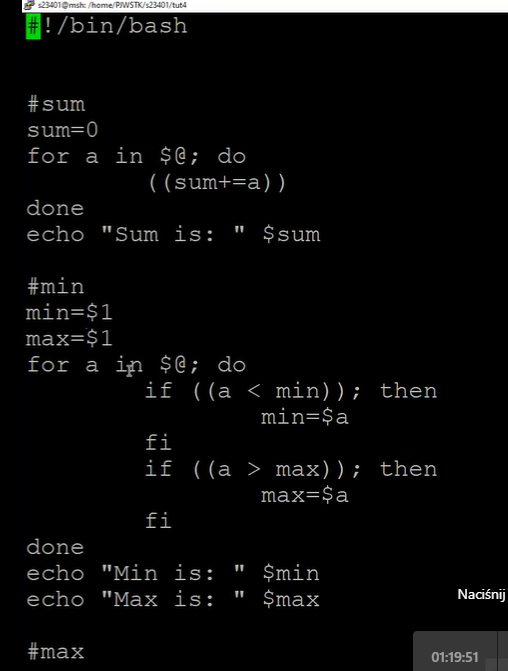 s23401@msh: /home/PJWSTK/s23401/tut4
#!/bin/bash
#sum
sum=0
for a in $@; do
((sum+=a))
done
echo "Sum is: " $sum
#min
min=$1
max=$1
for a in $@; do
if ((a < min)); then
min=$a
fi
if ((a > max)); then
max=$a
fi
done
echo "Min is: " $min
echo "Max is: " $max
Naciśnij
#max
01:19:51